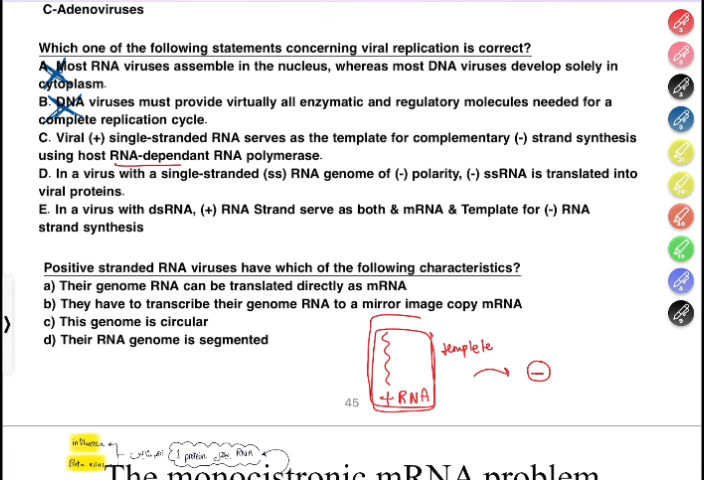 C-Adenoviruses
Which one of the following statements concerning viral replication is correct?
A. Most RNA viruses assemble in the nucleus, whereas most DNA viruses develop solely in
cytoplasm.
B. DNA viruses must provide virtually all enzymatic and regulatory molecules needed for a
complete replication cycle.
C. Viral (+) single-stranded RNA serves as the template for complementary (-) strand synthesis
using host RNA-dependant RNA polymerase.
D. In a virus with a single-stranded (ss) RNA genome of (-) polarity, (-) ssRNA is translated into
viral proteins.
E. In a virus with dsRNA, (+) RNA Strand serve as both & mRNA & Template for (-) RNA
strand synthesis
Positive stranded RNA viruses have which of the following characteristics?
a) Their genome RNA can be translated directly as mRNA
b) They have to transcribe their genome RNA to a mirror image copy mRNA
c) This genome is circular
d) Their RNA genome is segmented
templete
+ RNA
45
1 protein RNA
The monocistronic mRNA problem